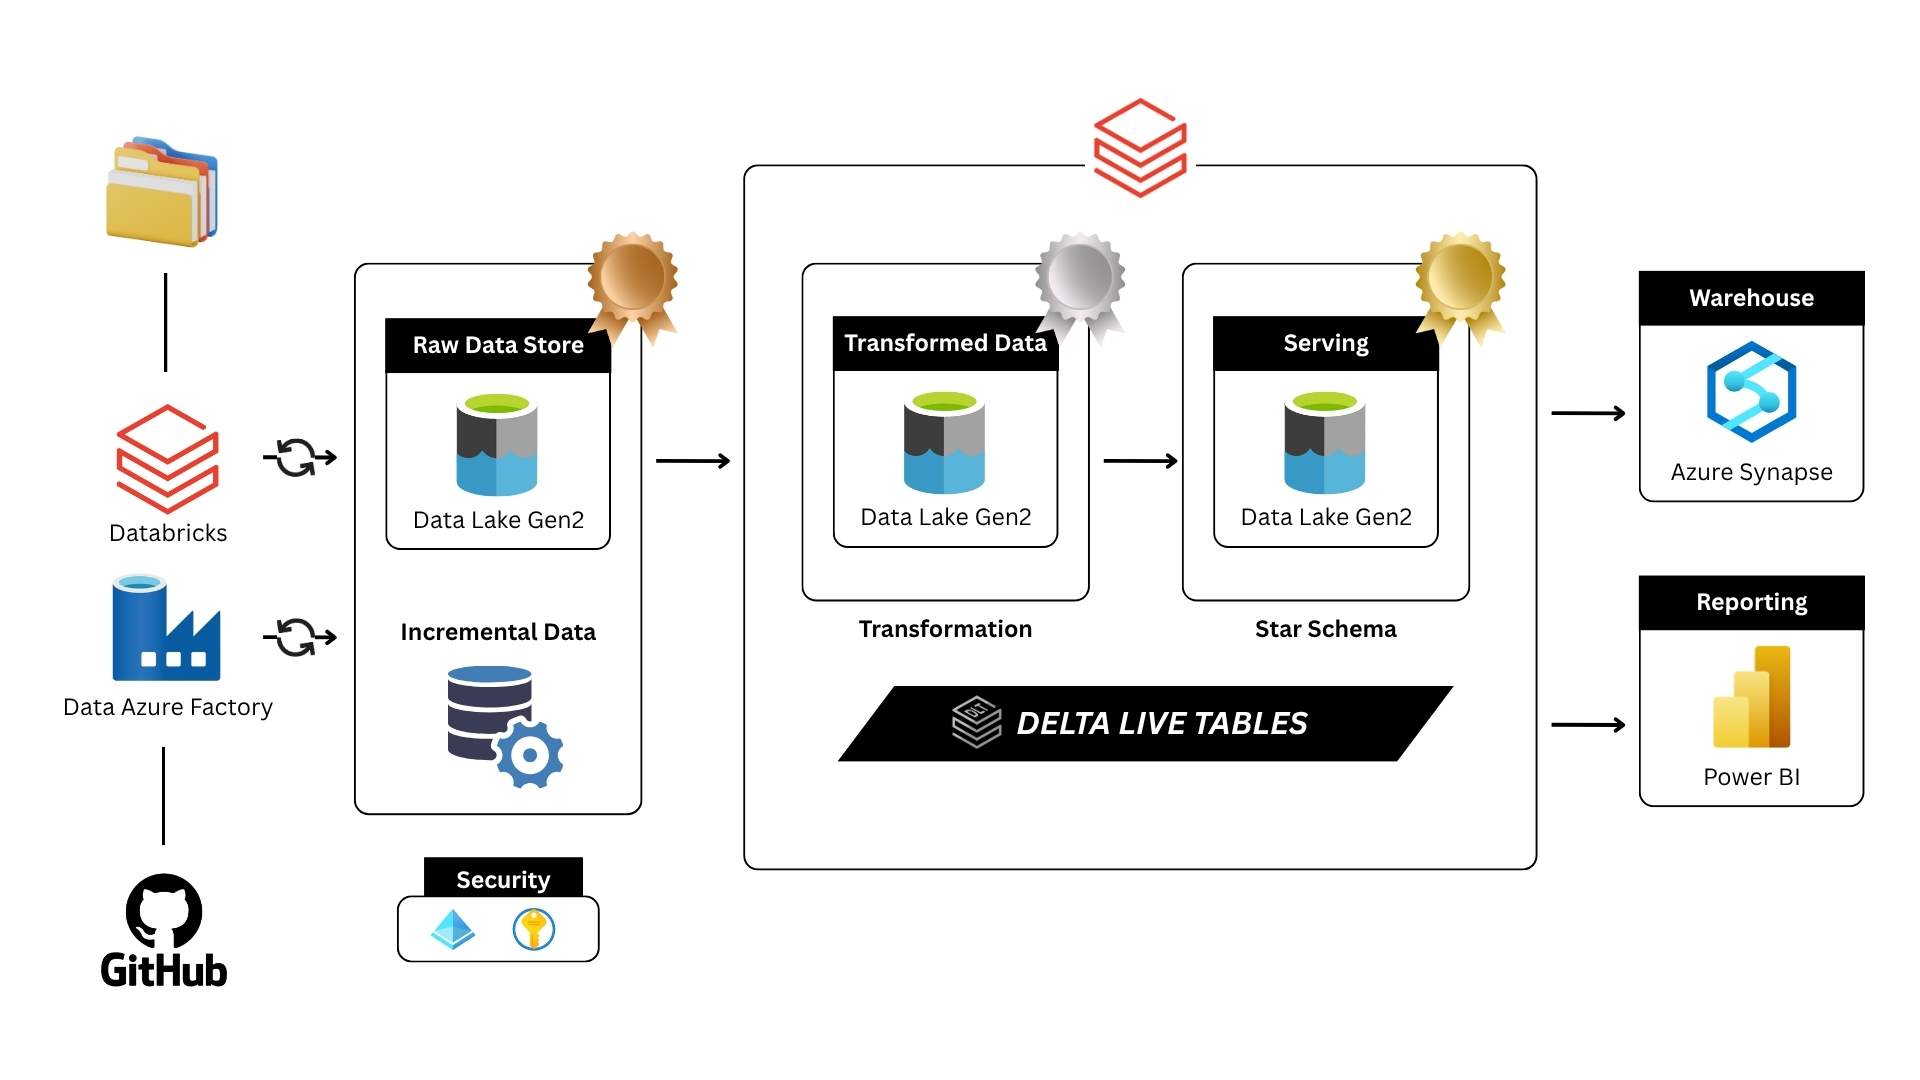 Databricks
Data Azure Factory
GitHub
Raw Data Store
Data Lake Gen2
Incremental Data
Security
Transformed Data
Data Lake Gen2
Transformation
Serving
Data Lake Gen2
Star Schema
DLT
DELTA LIVE TABLES
Warehouse
Azure Synapse
Reporting
Power BI